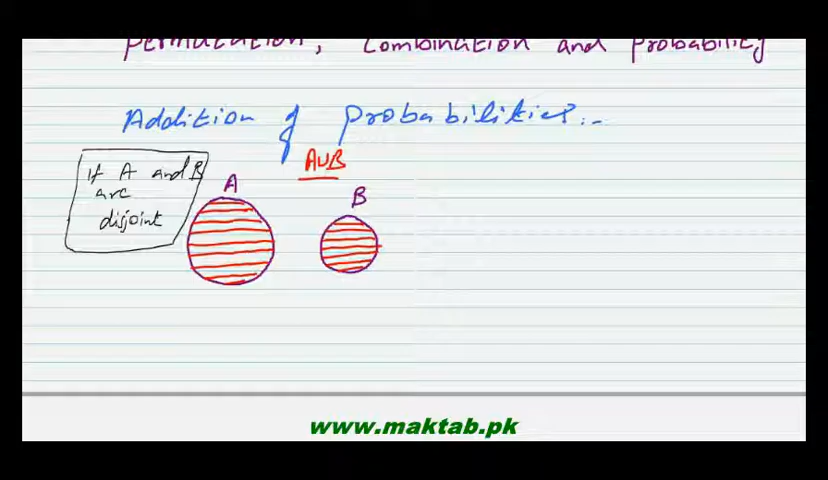 Permutation, Combination and Probability
Addition of Probabilities:-
AUB
If A and B
are
disjoint
A
B
www.maktab.pk